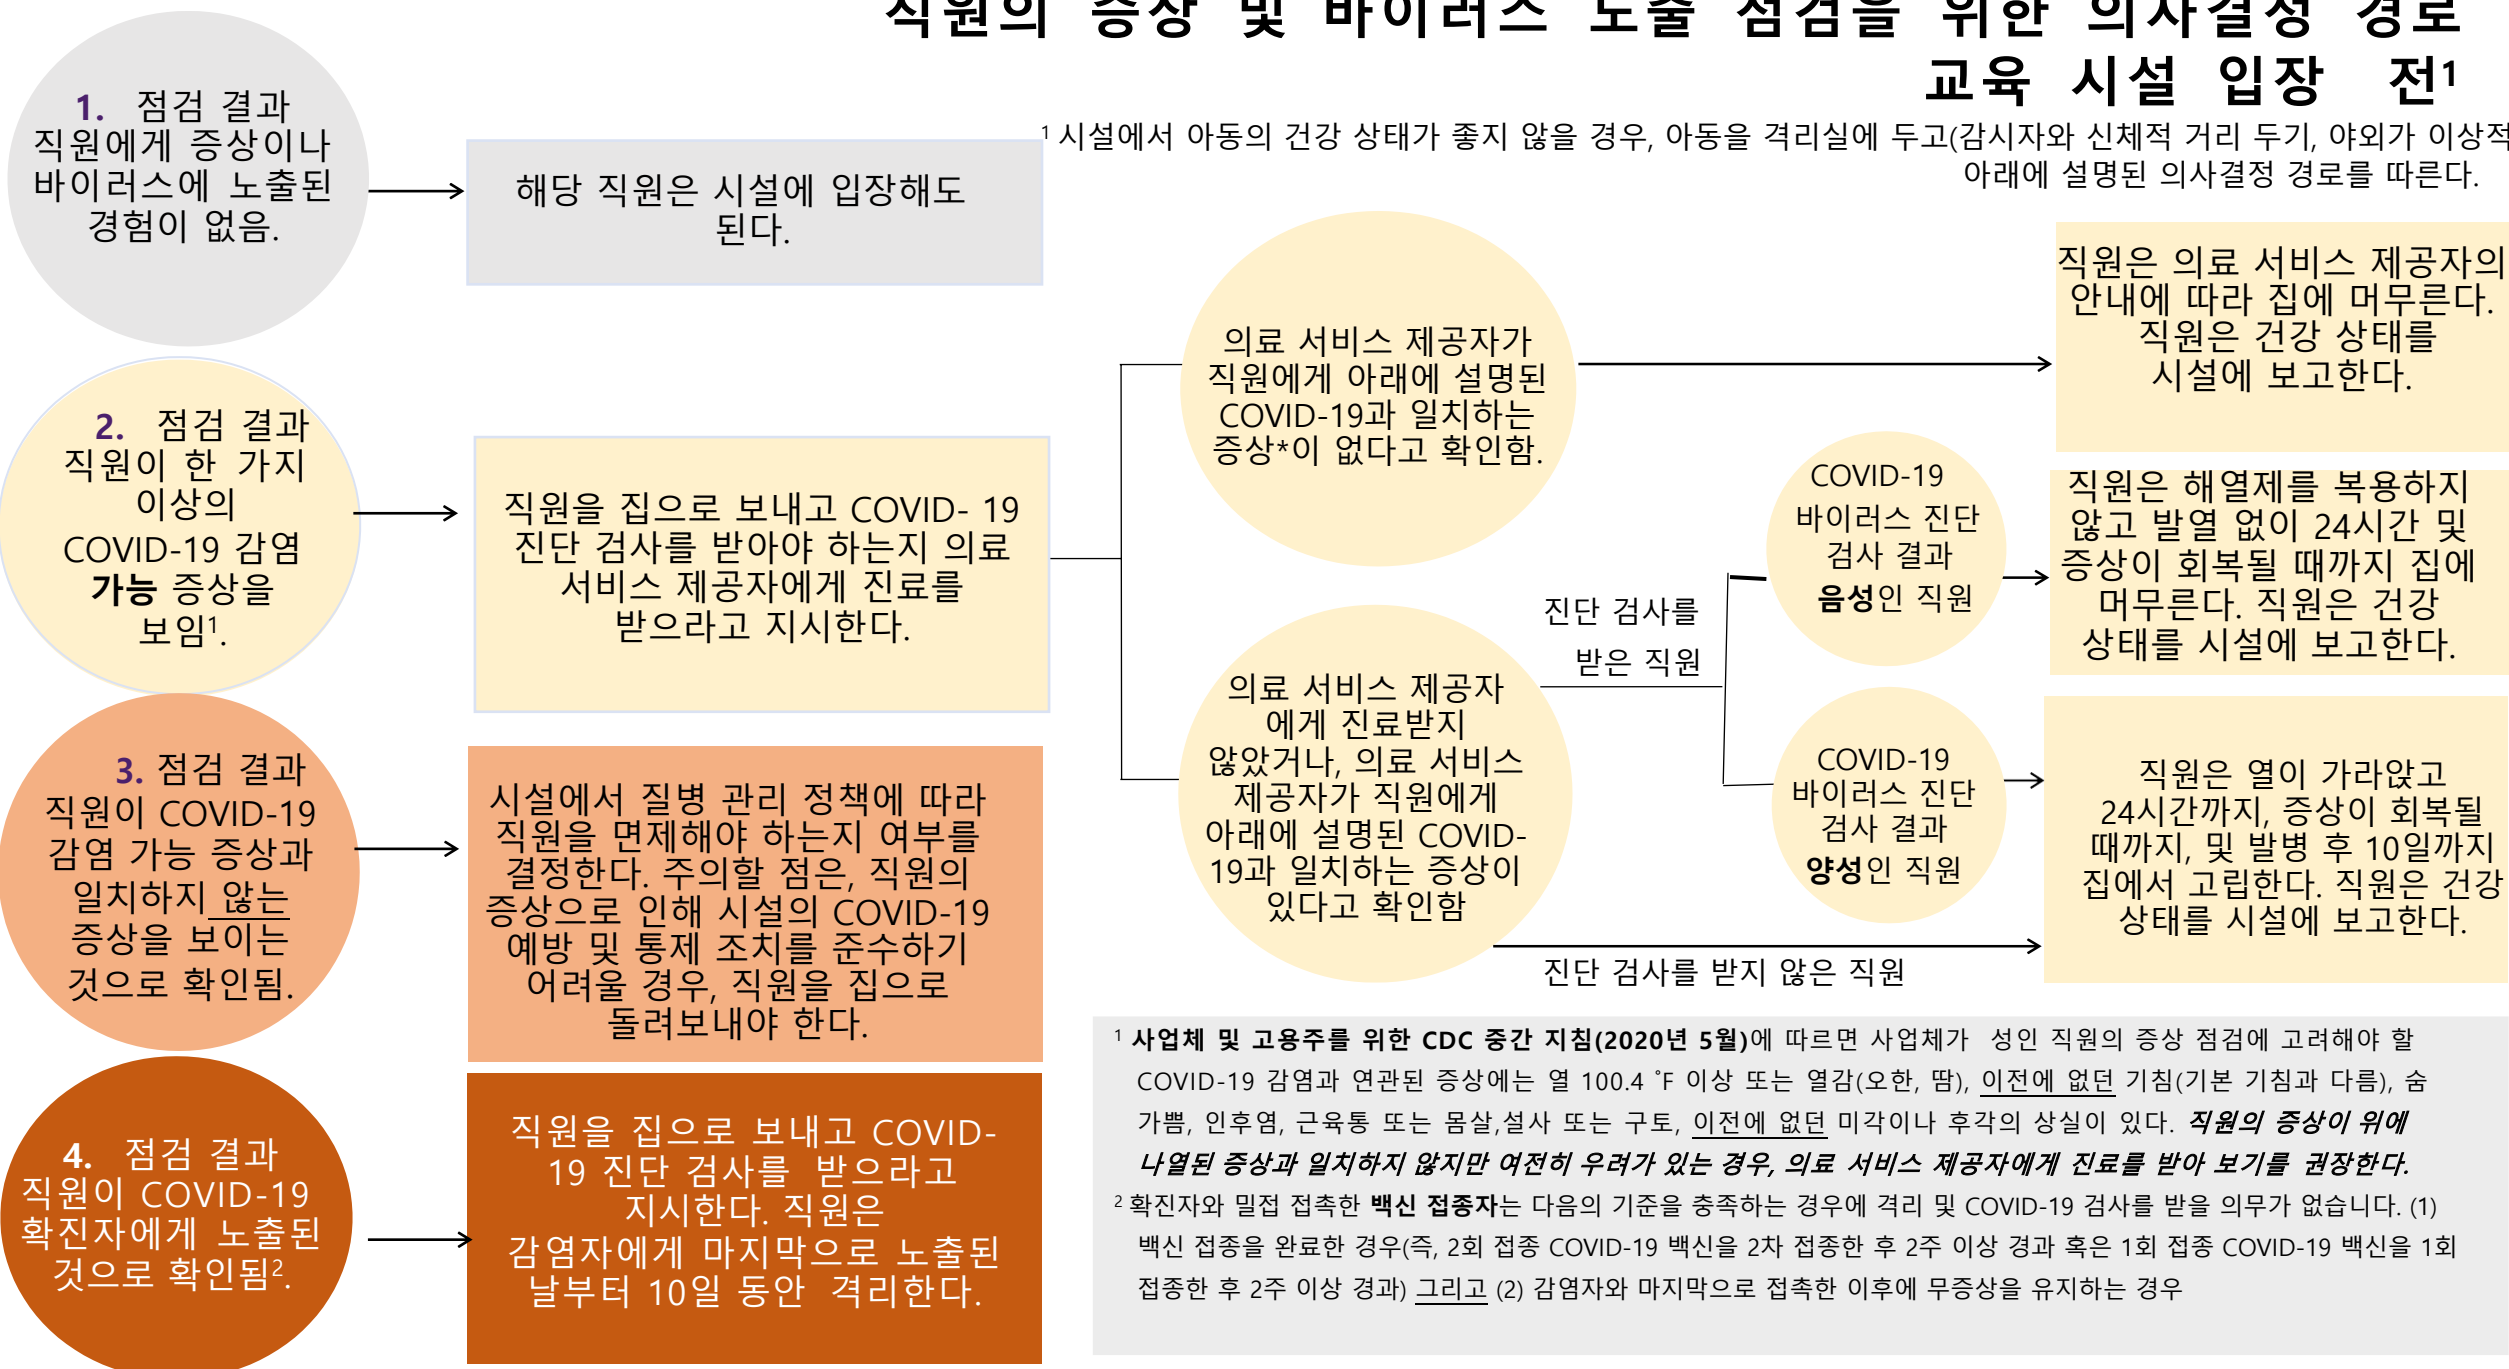 직원의 증상 및 바이러스 노출 점검을 위한 의사결정 경로
교육 시설 입장 전¹
¹ 시설에서 아동의 건강 상태가 좋지 않을 경우, 아동을 격리실에 두고(감시자와 신체적 거리 두기, 야외가 이상적
아래에 설명된 의사결정 경로를 따른다.
1. 점검 결과
직원에게 증상이나
바이러스에 노출된
경험이 없음.
해당 직원은 시설에 입장해도
된다.
2. 점검 결과
직원이 한 가지
이상의
COVID-19 감염
가능 증상을
보임¹.
직원을 집으로 보내고 COVID- 19
진단 검사를 받아야 하는지 의료
서비스 제공자에게 진료를
받으라고 지시한다.
의료 서비스 제공자가
직원에게 아래에 설명된
COVID-19과 일치하는
증상*이 없다고 확인함.
직원은 의료 서비스 제공자의
안내에 따라 집에 머무른다.
직원은 건강 상태를
시설에 보고한다.
의료 서비스 제공자
에게 진료받지
않았거나, 의료 서비스
제공자가 직원에게
아래에 설명된 COVID-
19과 일치하는 증상이
있다고 확인함
진단 검사를
받은 직원
COVID-19
바이러스 진단
검사 결과
음성인 직원
직원은 해열제를 복용하지
않고 발열 없이 24시간 및
증상이 회복될 때까지 집에
머무른다. 직원은 건강
상태를 시설에 보고한다.
COVID-19
바이러스 진단
검사 결과
양성인 직원
직원은 열이 가라앉고
24시간까지, 증상이 회복될
때까지, 및 발병 후 10일까지
집에서 고립한다. 직원은 건강
상태를 시설에 보고한다.
진단 검사를 받지 않은 직원
3. 점검 결과
직원이 COVID-19
감염 가능 증상과
일치하지 않는
증상을 보이는
것으로 확인됨.
시설에서 질병 관리 정책에 따라
직원을 면제해야 하는지 여부를
결정한다. 주의할 점은, 직원의
증상으로 인해 시설의 COVID-19
예방 및 통제 조치를 준수하기
어려울 경우, 직원을 집으로
돌려보내야 한다.
4. 점검 결과
직원이 COVID-19
확진자에게 노출된
것으로 확인됨².
직원을 집으로 보내고 COVID-
19 진단 검사를 받으라고
지시한다. 직원은
감염자에게 마지막으로 노출된
날부터 10일 동안 격리한다.
¹ 사업체 및 고용주를 위한 CDC 중간 지침(2020년 5월)에 따르면 사업체가 성인 직원의 증상 점검에 고려해야 할
COVID-19 감염과 연관된 증상에는 열 100.4 ˚F 이상 또는 열감(오한, 땀), 이전에 없던 기침(기본 기침과 다름), 숨
가쁨, 인후염, 근육통 또는 몸살,설사 또는 구토, 이전에 없던 미각이나 후각의 상실이 있다. 직원의 증상이 위에
나열된 증상과 일치하지 않지만 여전히 우려가 있는 경우, 의료 서비스 제공자에게 진료를 받아 보기를 권장한다.
² 확진자와 밀접 접촉한 백신 접종자는 다음의 기준을 충족하는 경우에 격리 및 COVID-19 검사를 받을 의무가 없습니다. (1)
백신 접종을 완료한 경우(즉, 2회 접종 COVID-19 백신을 2차 접종한 후 2주 이상 경과 혹은 1회 접종 COVID-19 백신을 1회
접종한 후 2주 이상 경과) 그리고 (2) 감염자와 마지막으로 접촉한 이후에 무증상을 유지하는 경우